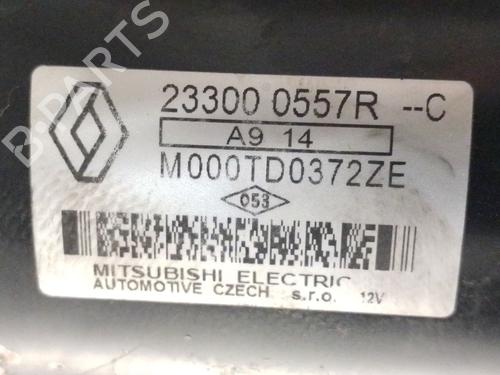 B-PARTS
23300 0557R --C
A9 14
M000TD0372ZE
053
MITSUBISHI ELECTRIC
AUTOMOTIVE CZECH s.r.o. 12V